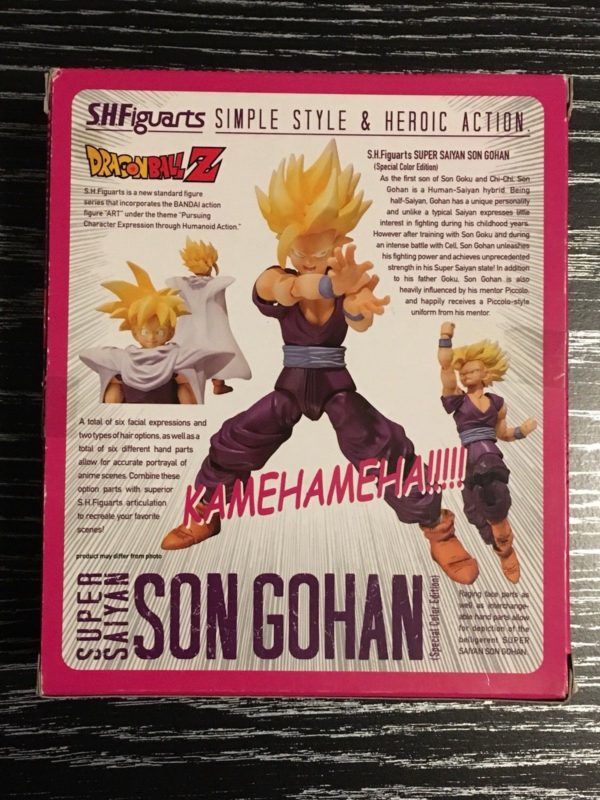 S.H.Figuarts SIMPLE STYLE & HEROIC ACTION.
DRAGONBALL Z
S.H.Figuarts is a new standard figure
series that incorporates the BANDAI action
figure "ART" under the theme "Pursuing
Character Expression through Humanoid Action."
S.H.Figuarts SUPER SAIYAN SON GOHAN
(Special Color Edition)
As the first son of Son Goku and Chi-Chi, Son
Gohan is a Human-Saiyan hybrid. Being
half-Saiyan, Gohan has a unique personality
and unlike a typical Saiyan expresses little
interest in fighting during his childhood years.
However after training with Son Goku and during
an intense battle with Cell, Son Gohan unleashes
his fighting power and achieves unprecedented
strength in his Super Saiyan state! In addition
to his father Goku, Son Gohan is also
heavily influenced by his mentor Piccolo
and happily receives a Piccolo-style
uniform from his mentor.
A total of six facial expressions and
two types of hair options, as well as a
total of six different hand parts
allow for accurate portrayal of
anime scenes. Combine these
option parts with superior
S.H.Figuarts articulation
to recreate your favorite
scenes!
KAMEHAMEHA!!!!!!
product may differ from photo
SUPER
SAIYAN
SON GOHAN
(Special Color Edition)
Raging face parts as
well as interchange-
able hand parts allow
for depiction of the
belligerent SUPER
SAIYAN SON GOHAN.